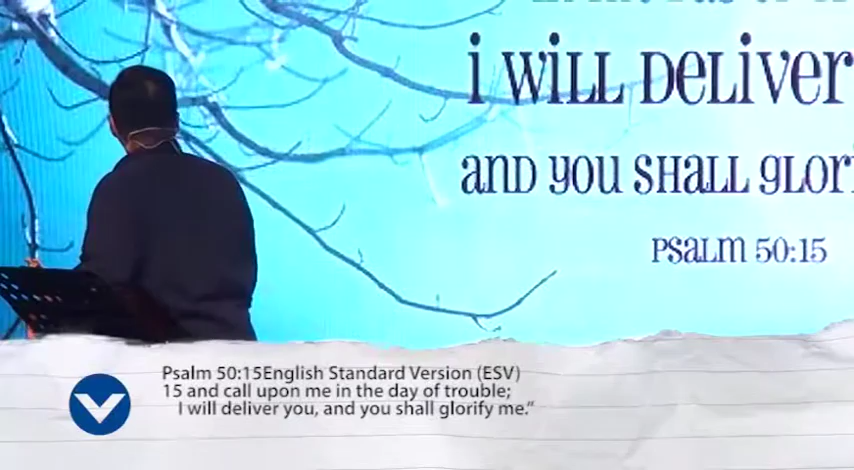 i will deliver
and you shall glori
Psalm 50:15
Psalm 50:15English Standard Version (ESV)
15 and call upon me in the day of trouble;
I will deliver you, and you shall glorify me.”